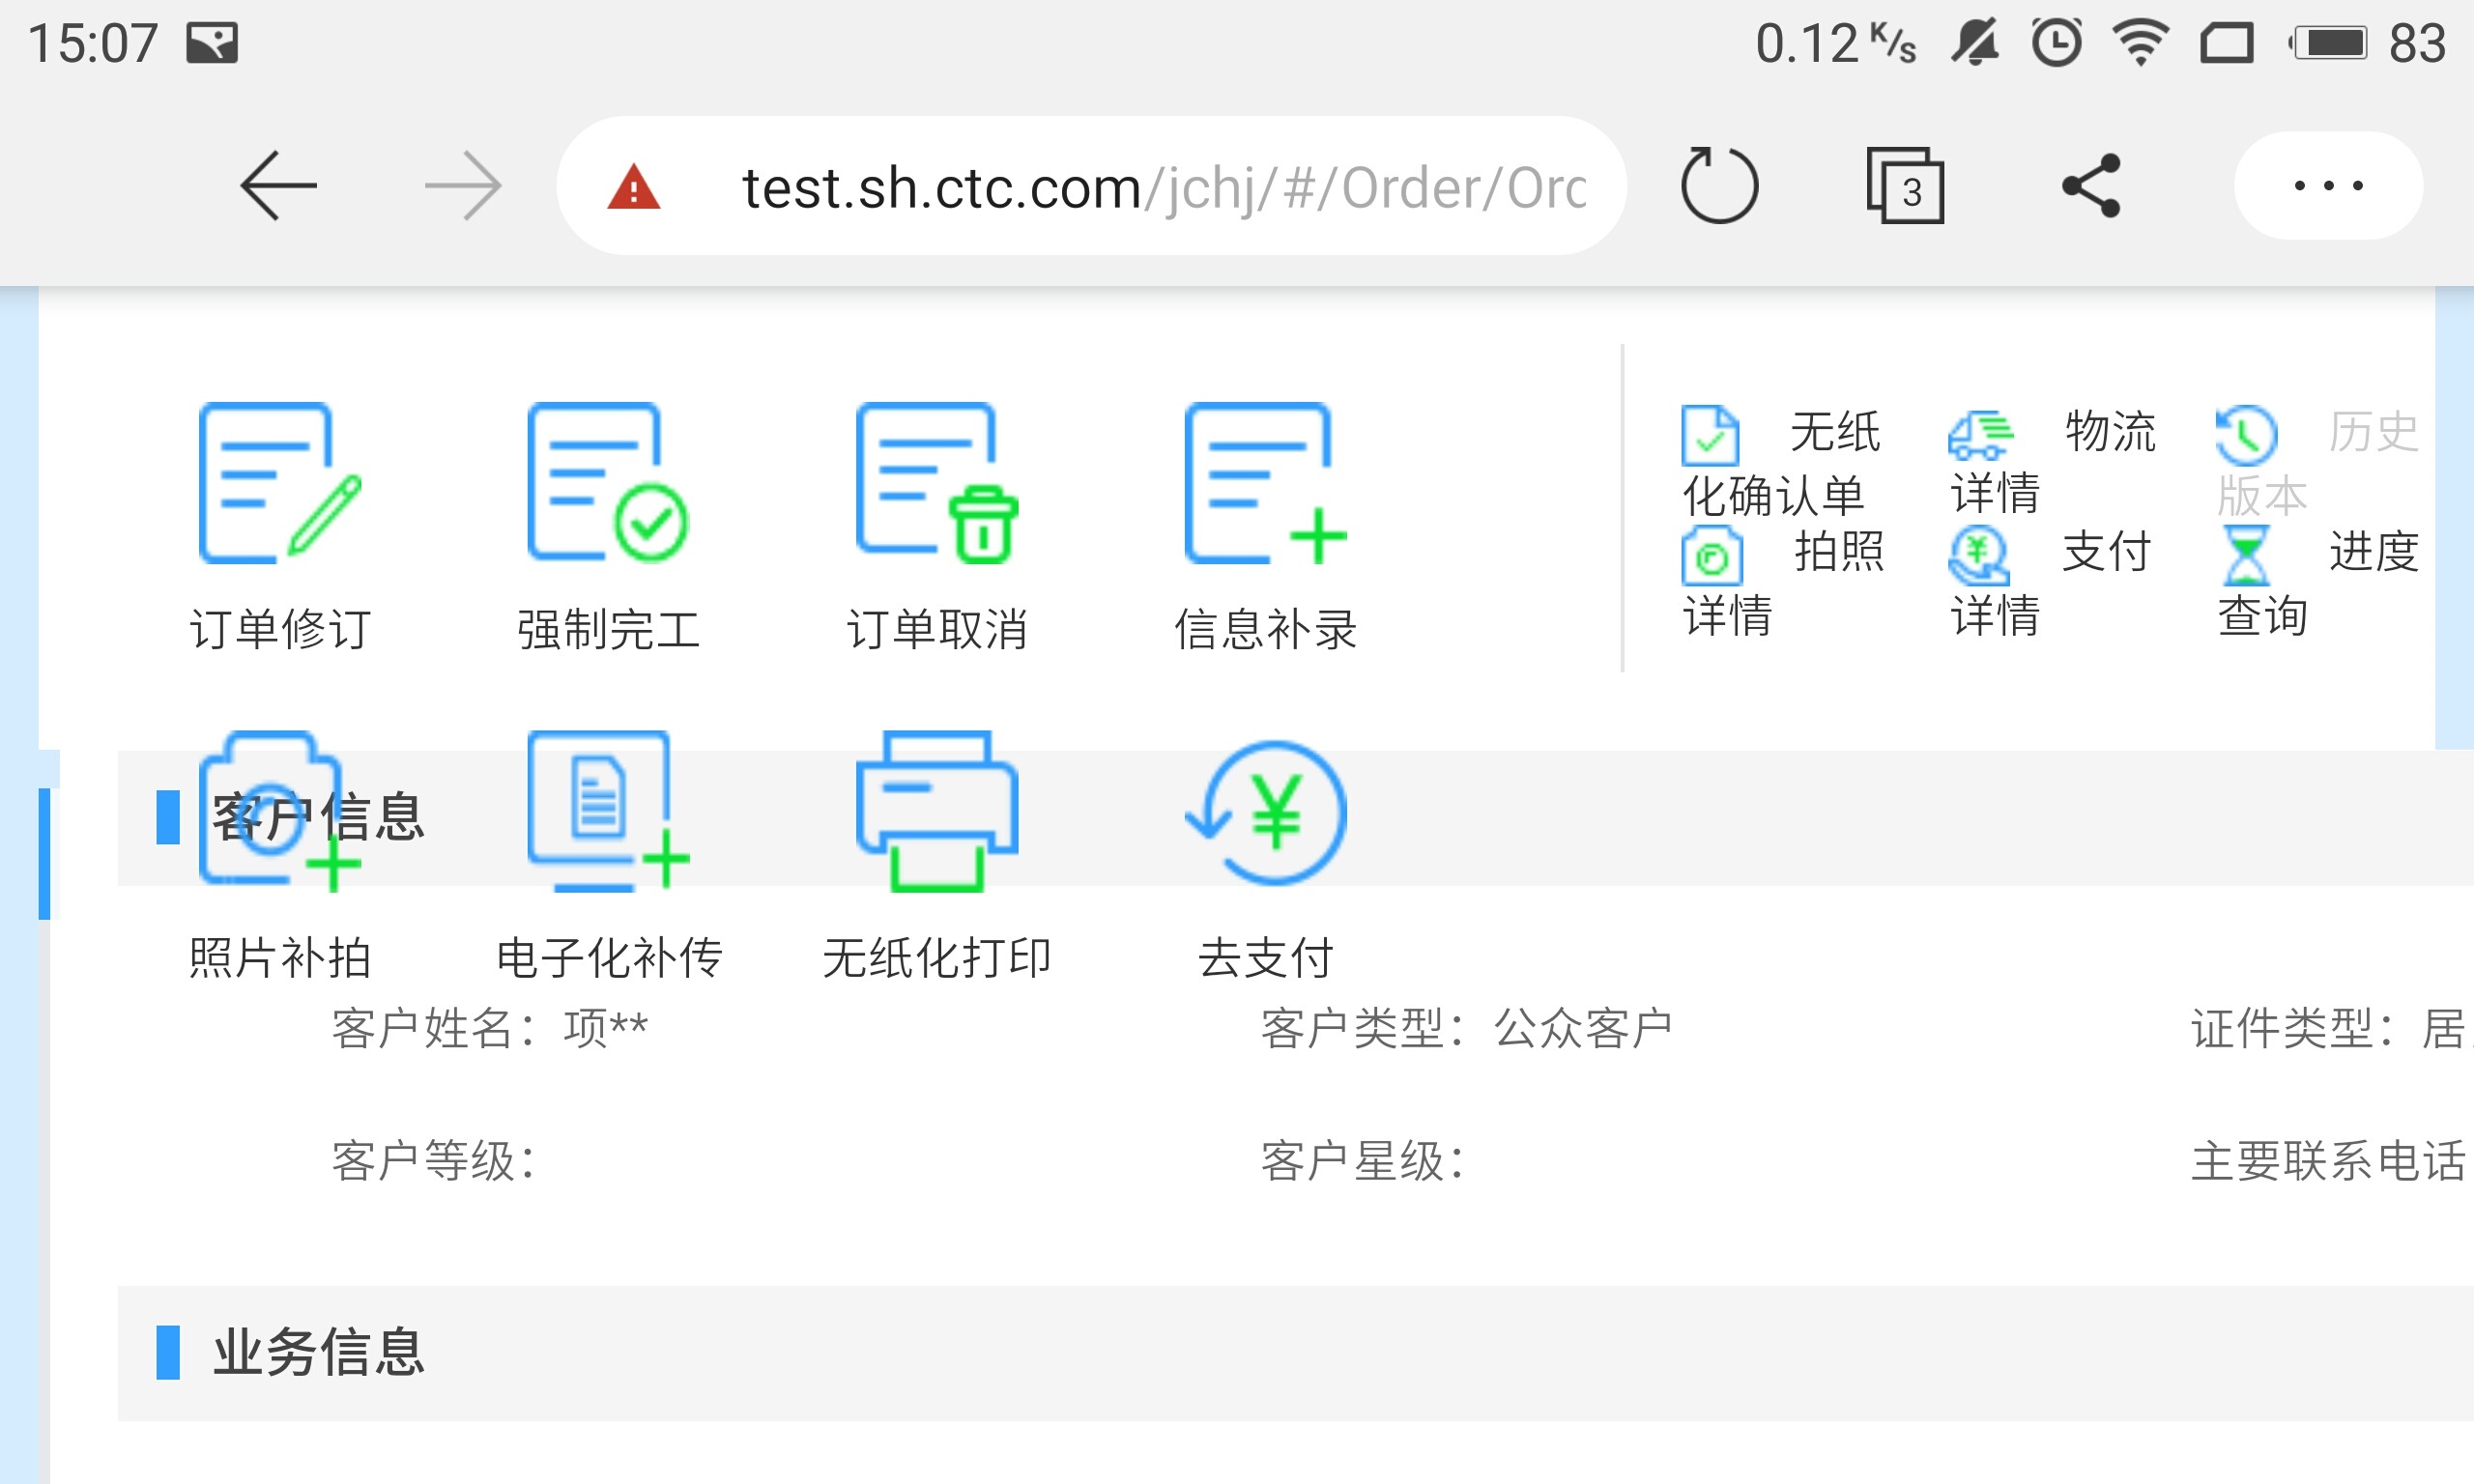 15:07 0.12 K/s 83
test.sh.ctc.com/jchj/#/Order/Orc
3
订单修订 强制完工 订单取消 信息补录
无纸化确认单 物流详情 历史版本
拍照详情 支付详情 进度查询
客户信息
照片补拍 电子化补传 无纸化打印 去支付
客户姓名：项** 客户类型：公众客户 证件类型：居
客户等级： 客户星级： 主要联系电话
业务信息